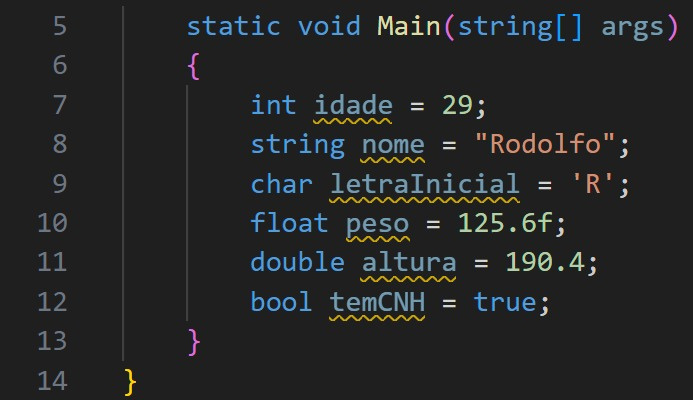 5 static void Main(string[] args)
6 {
7 int idade = 29;
8 string nome = "Rodolfo";
9 char letraInicial = 'R';
10 float peso = 125.6f;
11 double altura = 190.4;
12 bool temCNH = true;
13 }
14 }